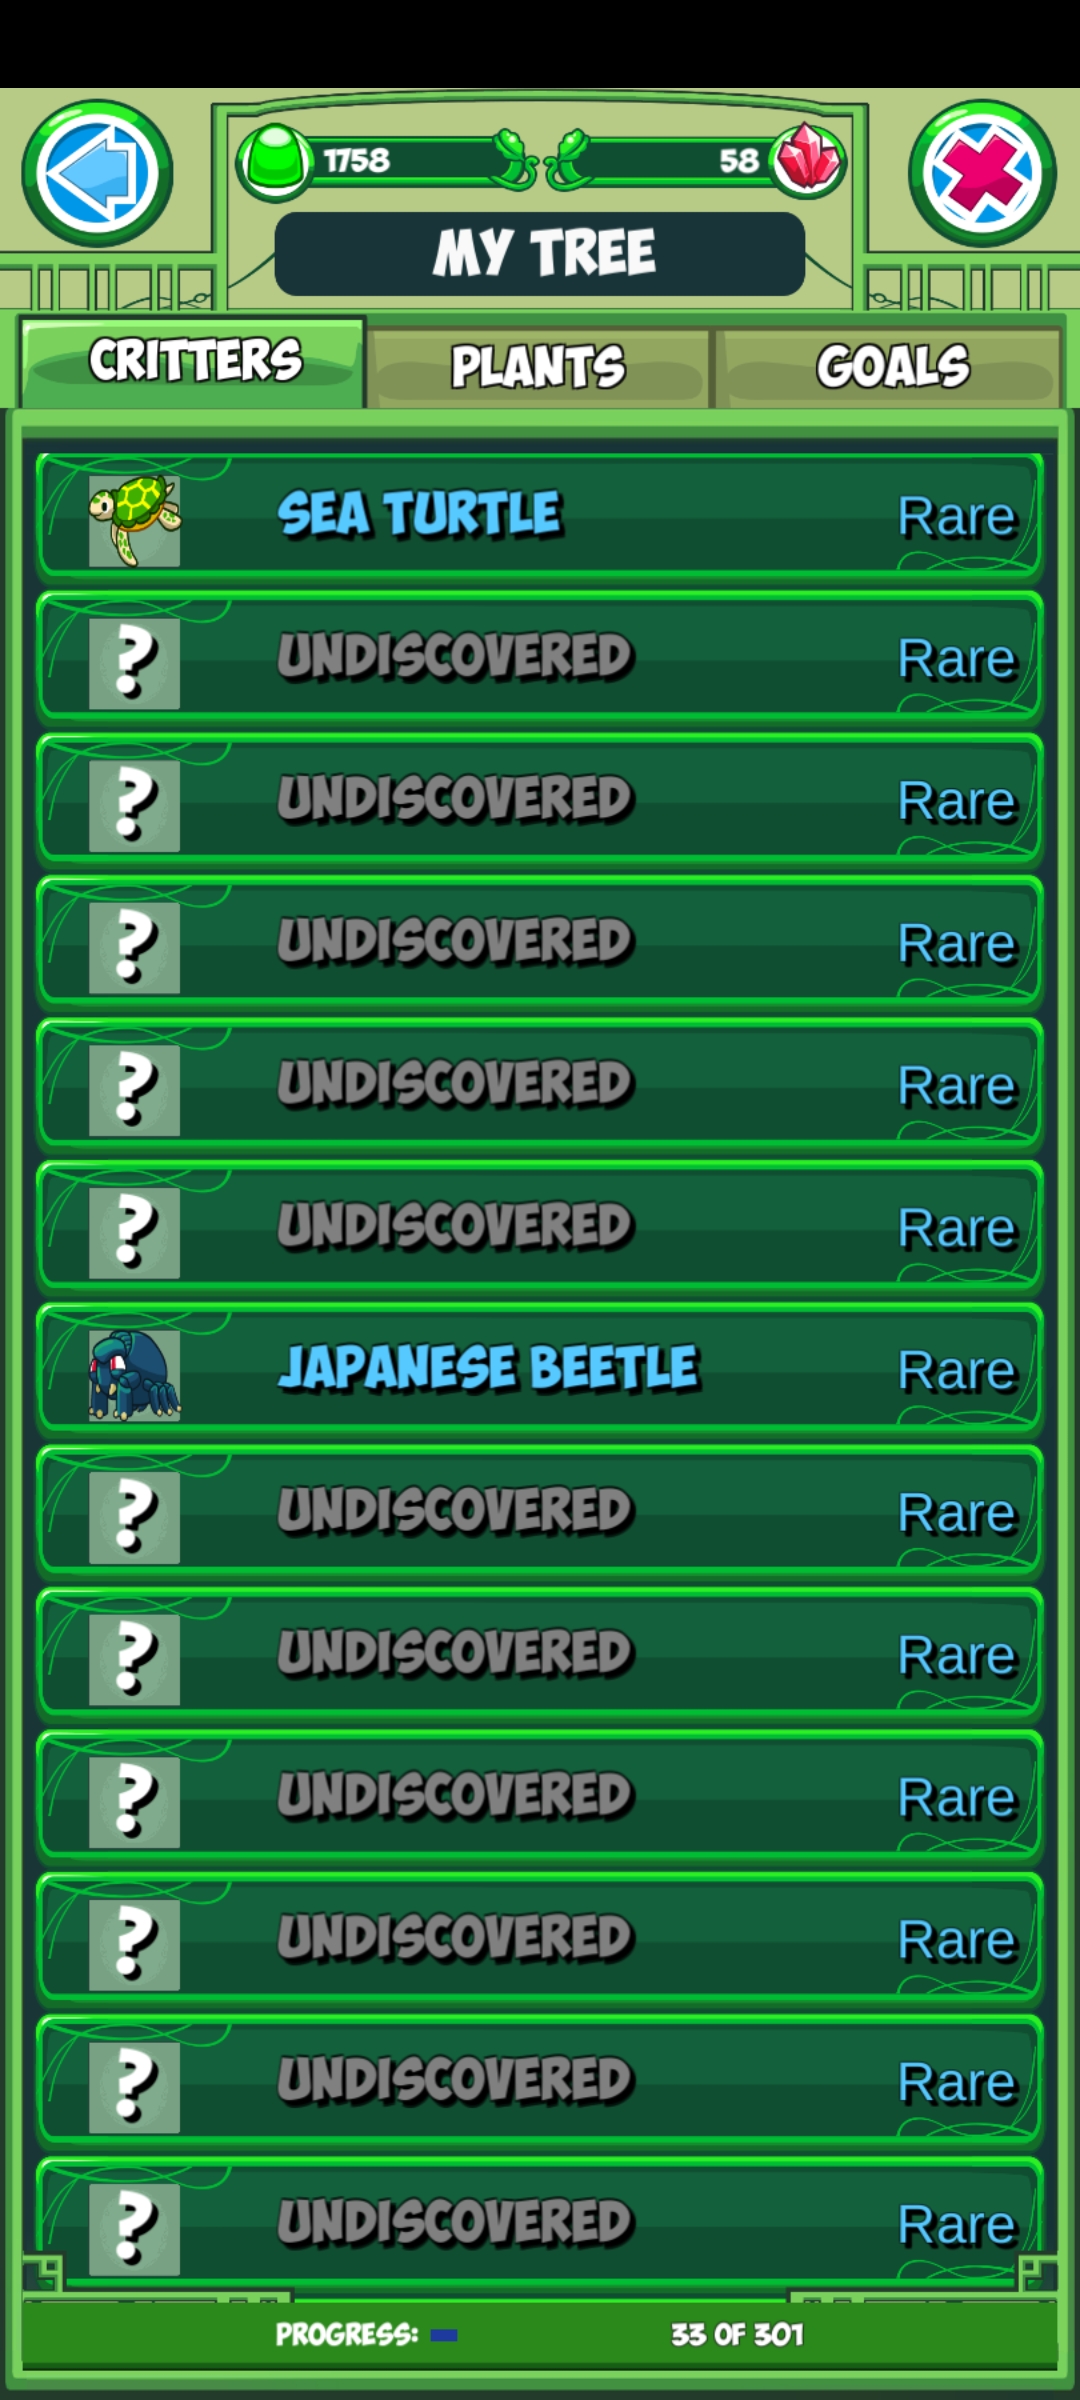 1758
58
MY TREE
CRITTERS
PLANTS
GOALS
SEA TURTLE
Rare
?
UNDISCOVERED
Rare
?
UNDISCOVERED
Rare
?
UNDISCOVERED
Rare
?
UNDISCOVERED
Rare
?
UNDISCOVERED
Rare
JAPANESE BEETLE
Rare
?
UNDISCOVERED
Rare
?
UNDISCOVERED
Rare
?
UNDISCOVERED
Rare
?
UNDISCOVERED
Rare
?
UNDISCOVERED
Rare
?
UNDISCOVERED
Rare
PROGRESS:
33 OF 301